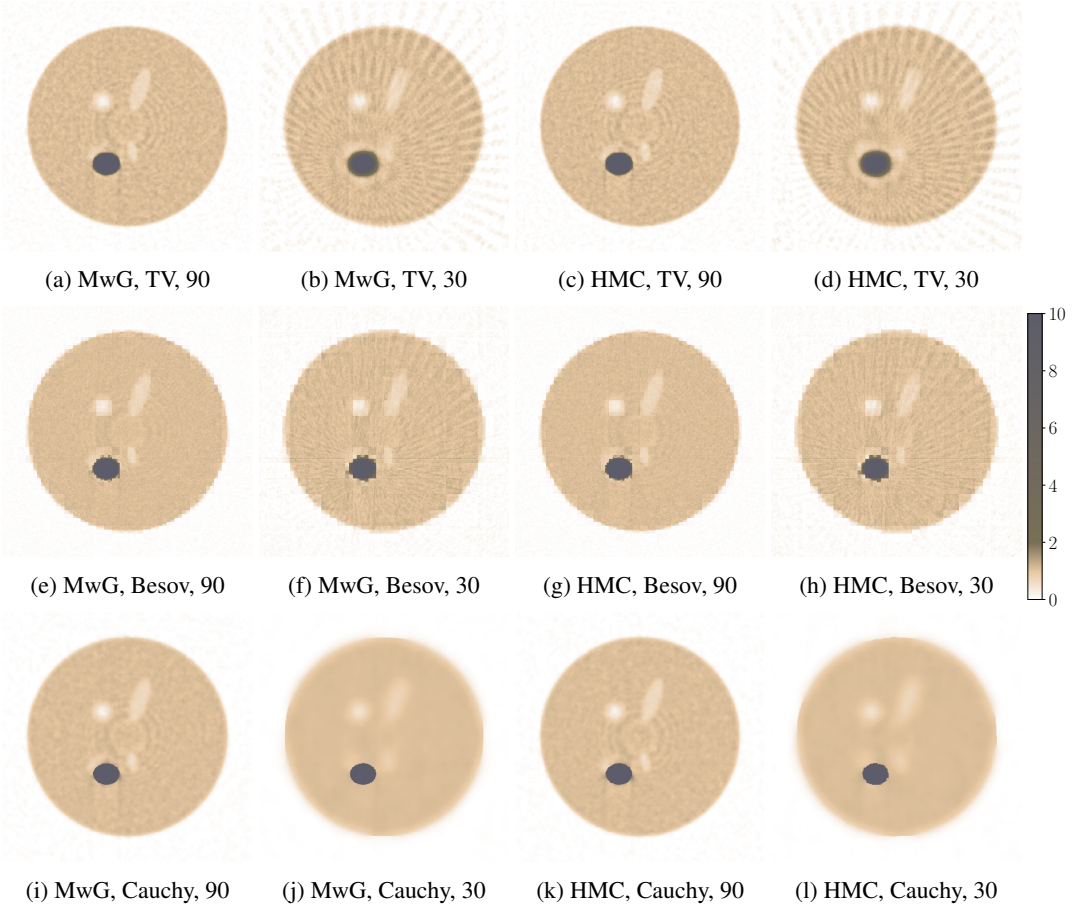 (a) MwG, TV, 90
(b) MwG, TV, 30
(c) HMC, TV, 90
(d) HMC, TV, 30
10
8
6
4
2
0
(e) MwG, Besov, 90
(f) MwG, Besov, 30
(g) HMC, Besov, 90
(h) HMC, Besov, 30
(i) MwG, Cauchy, 90
(j) MwG, Cauchy, 30
(k) HMC, Cauchy, 90
(l) HMC, Cauchy, 30